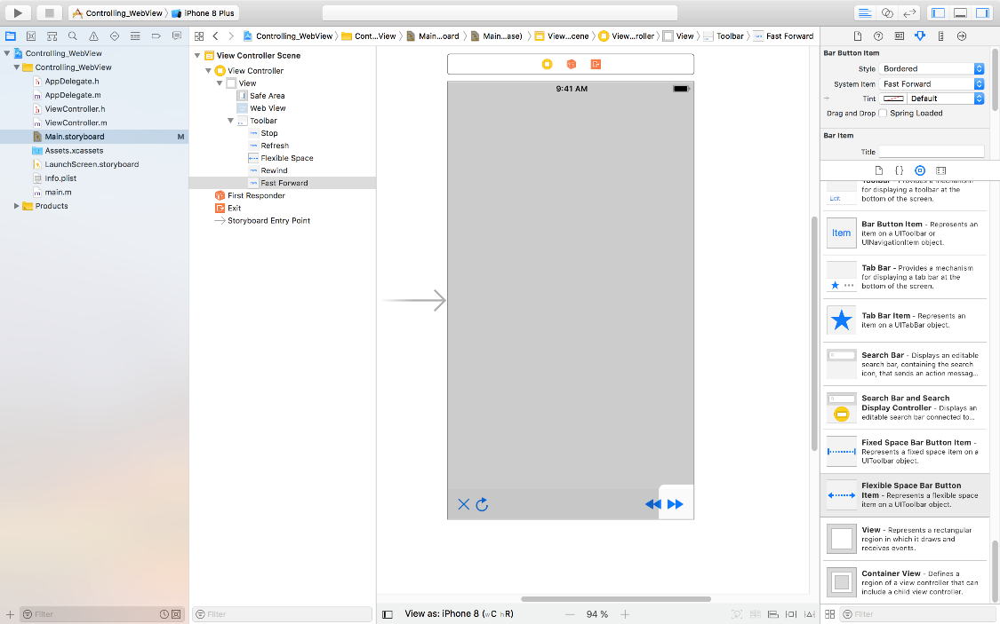 Controlling_WebView
iPhone 8 Plus
Controlling_WebView
Cont...View
Main....oard
Main....ase)
View...cene
View...roller
View
Toolbar
Fast Forward
Controlling_WebView
Controlling_WebView
AppDelegate.h
AppDelegate.m
ViewController.h
ViewController.m
Main.storyboard
M
Assets.xcassets
LaunchScreen.storyboard
Info.plist
main.m
Products
Filter
View Controller Scene
View Controller
View
Safe Area
Web View
Toolbar
Stop
Refresh
Flexible Space
Rewind
Fast Forward
First Responder
Exit
Storyboard Entry Point
Filter
9:41 AM
View as: iPhone 8 (wC hR)
94 %
Bar Button Item
Style Bordered
System Item Fast Forward
Tint Default
Drag and Drop Spring Loaded
Bar Item
Title
Toolbar - Provides a mechanism
for displaying a toolbar at the
bottom of the screen.
Edit
Item
Bar Button Item - Represents an
item on a UIToolbar or
UINavigationItem object.
Tab Bar - Provides a mechanism
for displaying a tab bar at the
bottom of the screen.
Tab Bar Item - Represents an
item on a UITabBar object.
Search Bar - Displays an editable
search bar, containing the search
icon, that sends an action messag...
Search Bar and Search
Display Controller - Displays an
editable search bar connected to...
Fixed Space Bar Button Item -
Represents a fixed space item on a
UIToolbar object.
Flexible Space Bar Button
Item - Represents a flexible space
item on a UIToolbar object.
View - Represents a rectangular
region in which it draws and
receives events.
Container View - Defines a
region of a view controller that can
include a child view controller.
Filter